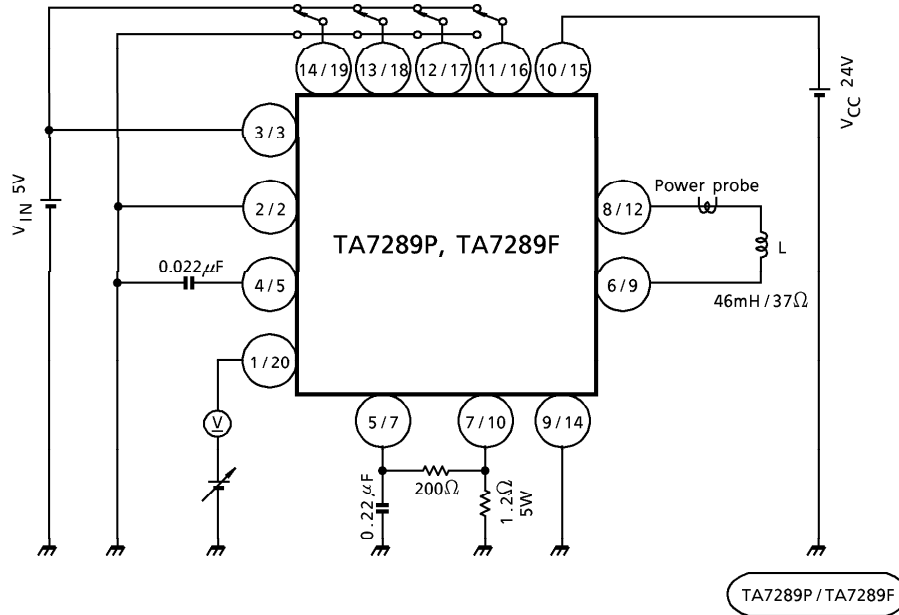 14 / 19
13 / 18
12 / 17
11 / 16
10 / 15
3 / 3
VIN 5V
VCC 24V
2 / 2
8 / 12
Power probe
TA7289P, TA7289F
L
0.022μF
4 / 5
6 / 9
46mH / 37Ω
1 / 20
V
5 / 7
7 / 10
9 / 14
0.22μF
200Ω
1.2Ω
5W
TA7289P / TA7289F